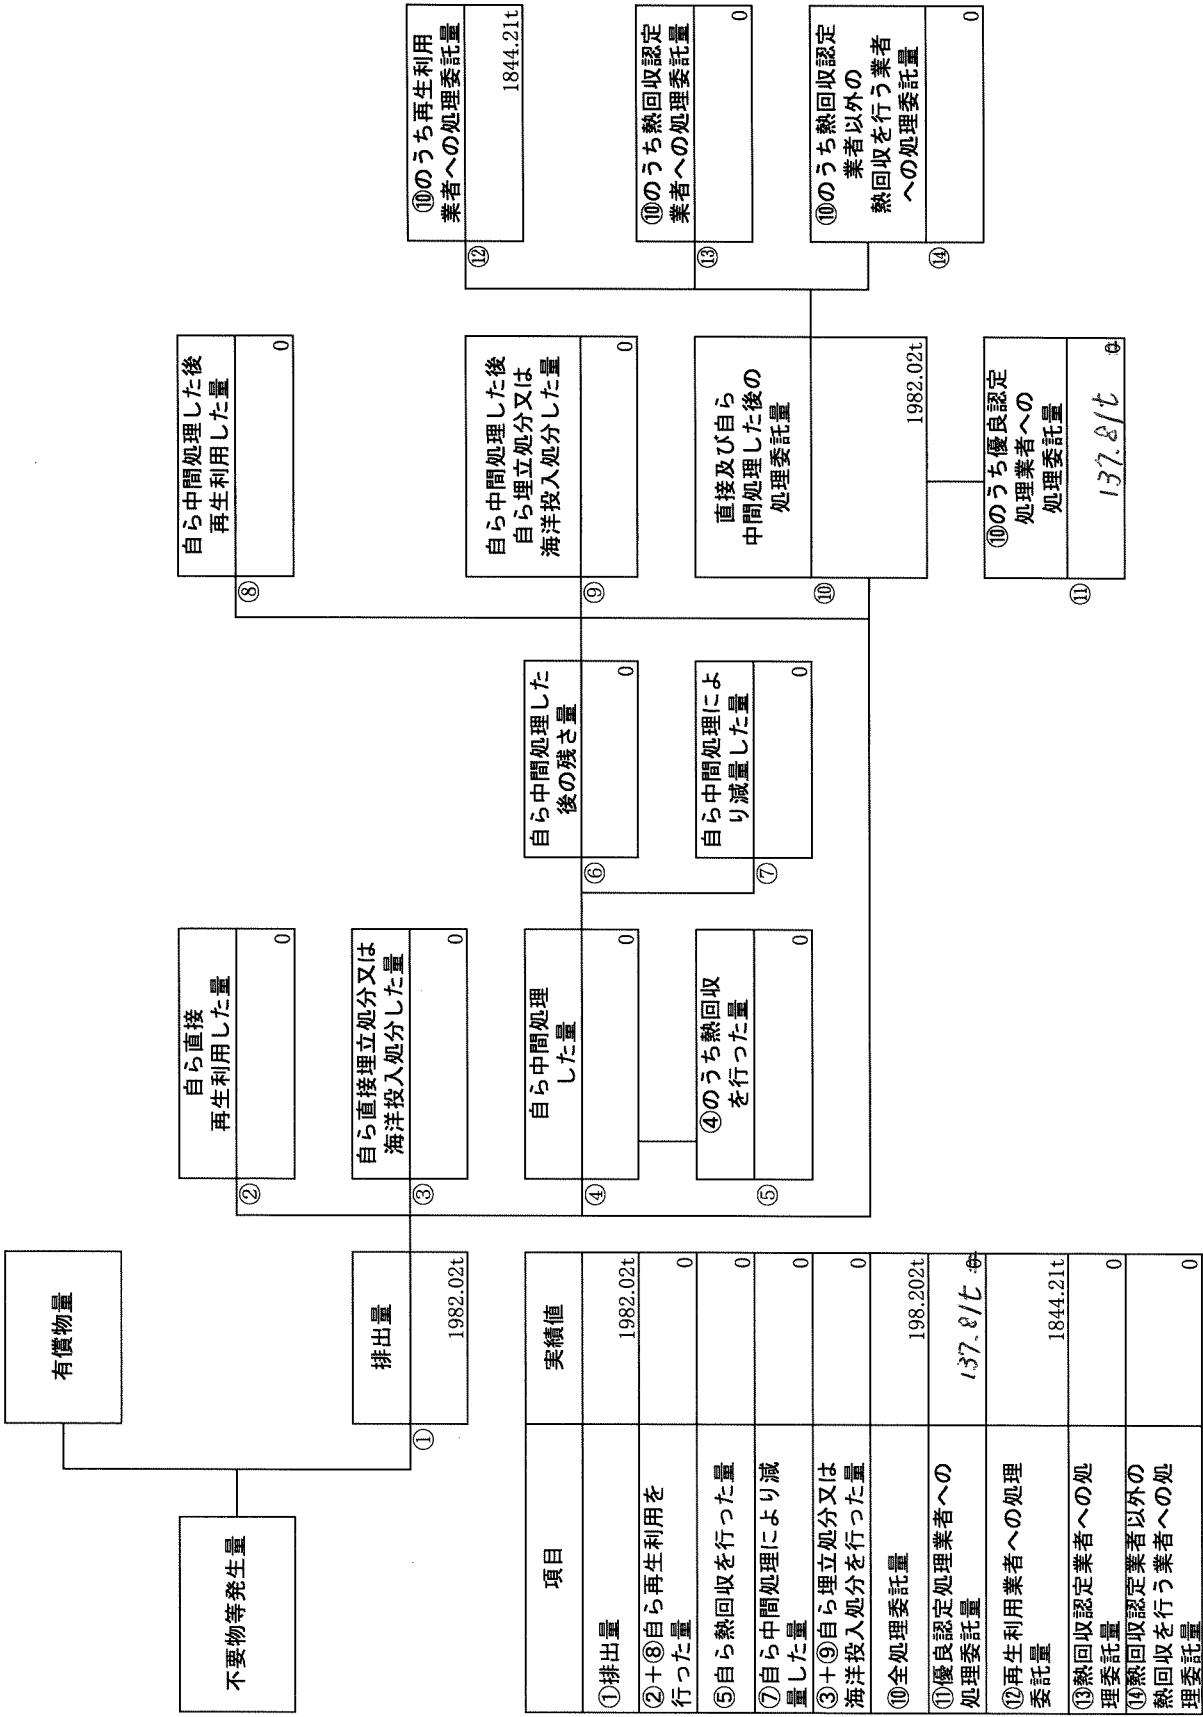 不要物等発生量
有償物量
①
排出量
1982.02t
②
自ら直接
再生利用した量
0
③
自ら直接埋立処分又は
海洋投入処分した量
0
④
自ら中間処理
した量
0
⑤
④のうち熱回収
を行った量
0
⑥
自ら中間処理した
後の残さ量
0
⑦
自ら中間処理によ
り減量した量
0
⑧
自ら中間処理した後
再生利用した量
0
⑨
自ら中間処理した後
自ら埋立処分又は
海洋投入処分した量
0
⑩
直接及び自ら
中間処理した後の
処理委託量
1982.02t
⑪
⑩のうち優良認定
処理業者への
処理委託量
137.81t 0
⑫
⑩のうち再生利用
業者への処理委託量
1844.21t
⑬
⑩のうち熱回収認定
業者への処理委託量
0
⑭
⑩のうち熱回収認定
業者以外の
熱回収を行う業者
への処理委託量
0
項目 実績値
①排出量 1982.02t
②+⑧自ら再生利用を
行った量 0
⑤自ら熱回収を行った量 0
⑦自ら中間処理により減
量した量 0
③+⑨自ら埋立処分又は
海洋投入処分を行った量 0
⑩全処理委託量 198.202t
⑪優良認定処理業者への
処理委託量 137.81t 0
⑫再生利用業者への処理
委託量 1844.21t
⑬熱回収認定業者への処
理委託量 0
⑭熱回収認定業者以外の
熱回収を行う業者への処
理委託量 0